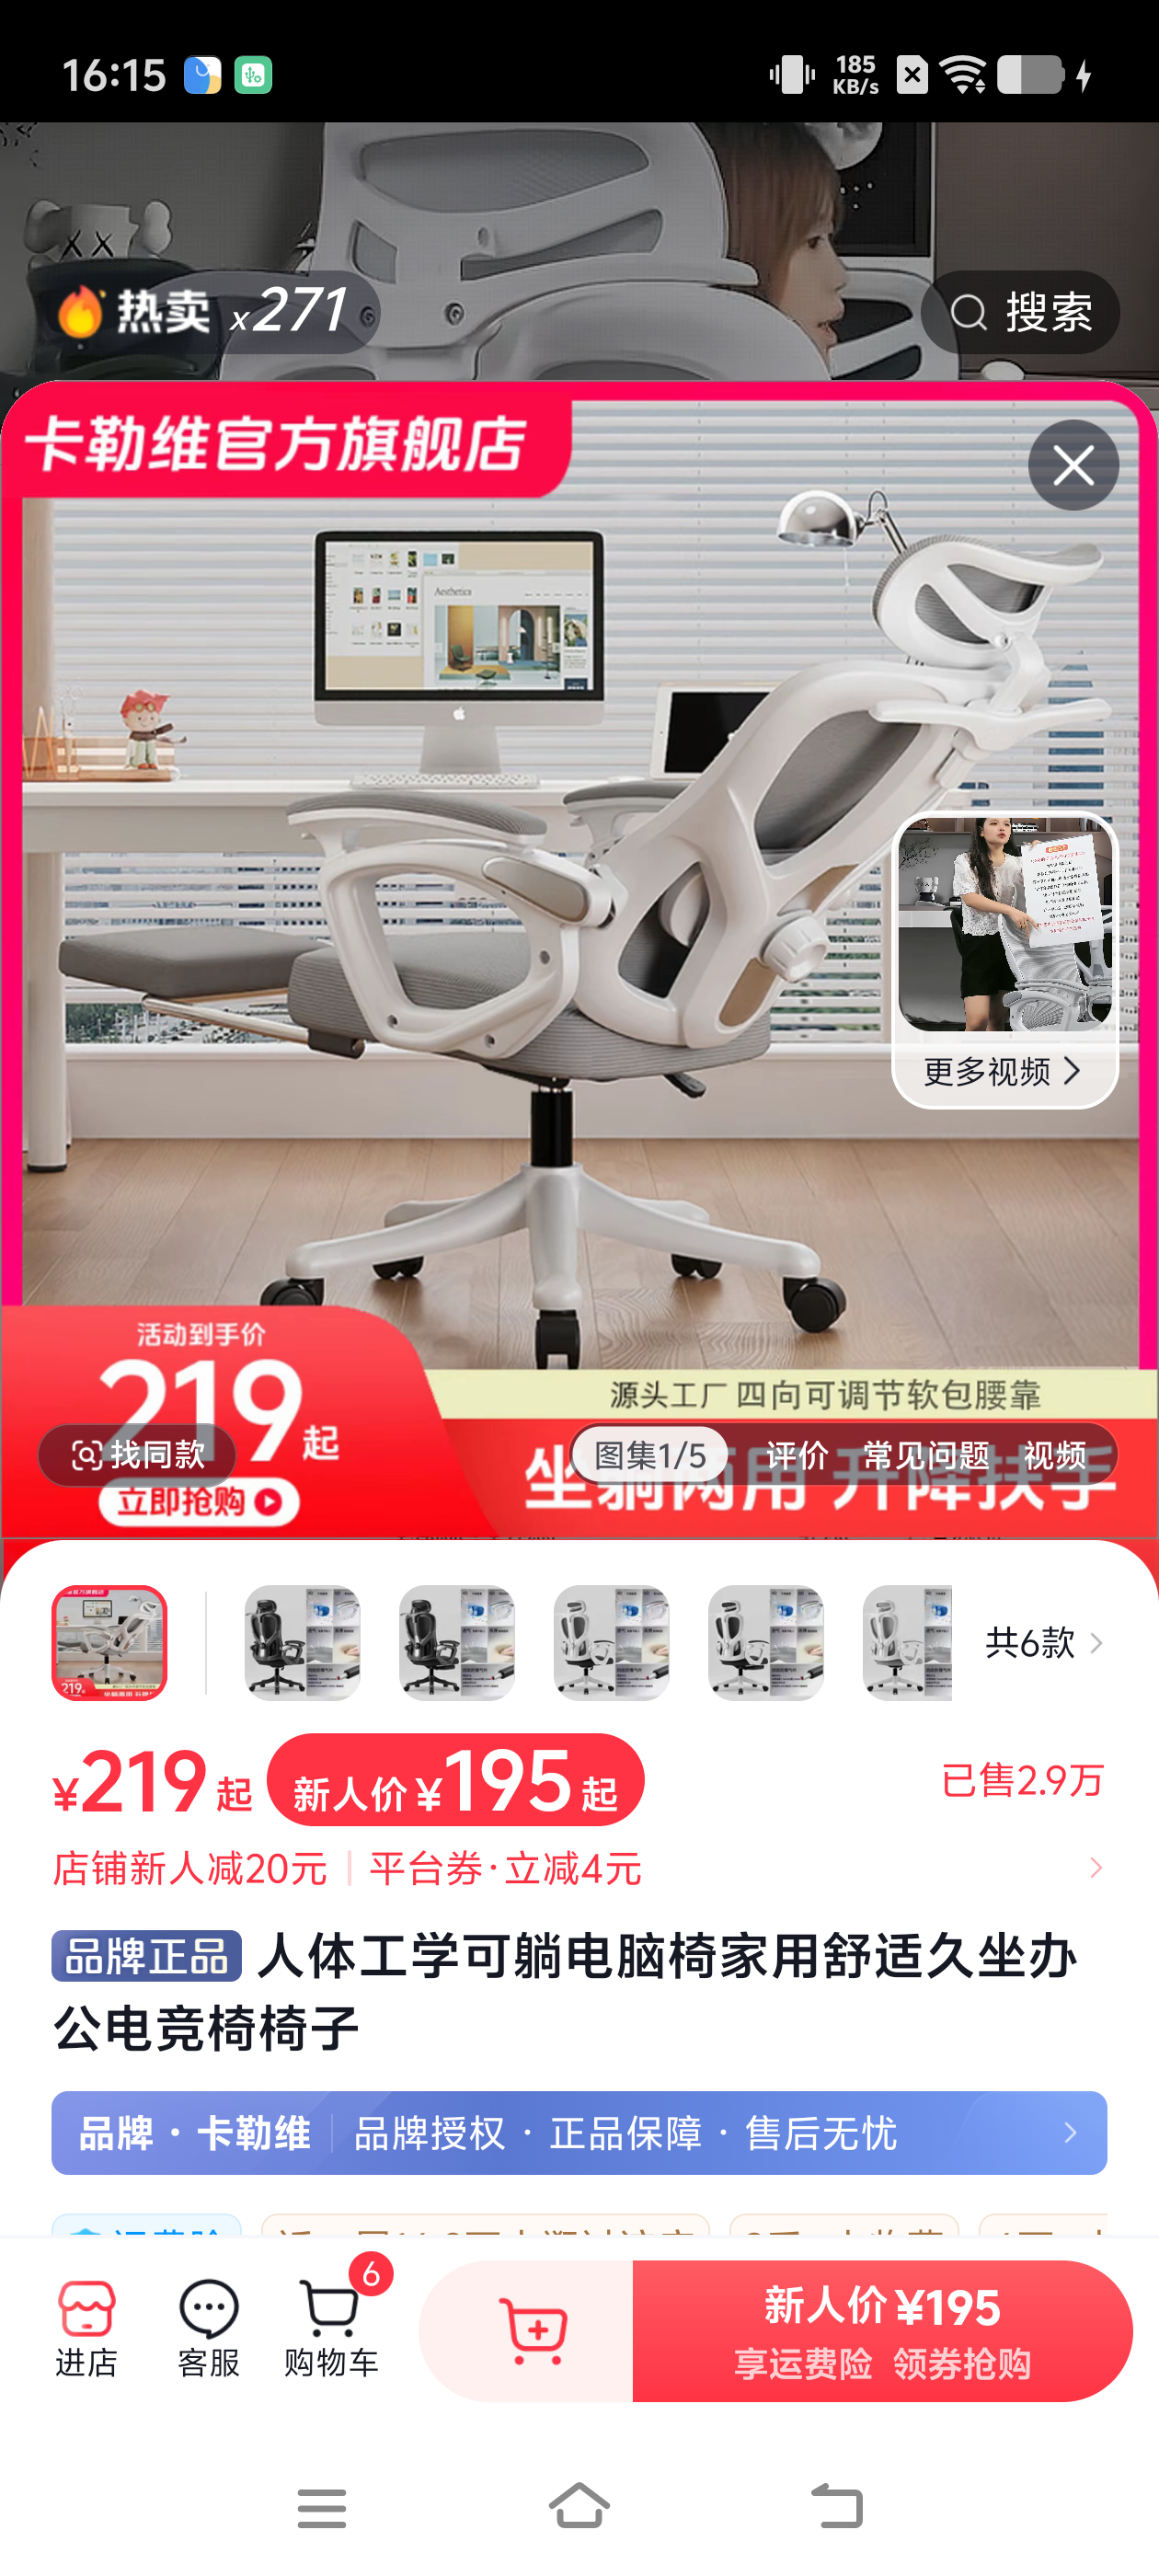 16:15
185
KB/s
热卖 x271
搜索
卡勒维官方旗舰店
Aesthetics
更多视频
活动到手价
219起
立即抢购
找同款
源头工厂 四向可调节软包腰靠
坐躺两用 升降扶手
图集1/5
评价
常见问题
视频
共6款
¥219起
新人价¥195起
已售2.9万
店铺新人减20元
平台券·立减4元
品牌正品 人体工学可躺电脑椅家用舒适久坐办
公电竞椅椅子
品牌·卡勒维
品牌授权·正品保障·售后无忧
6
进店
客服
购物车
新人价¥195
享运费险 领券抢购